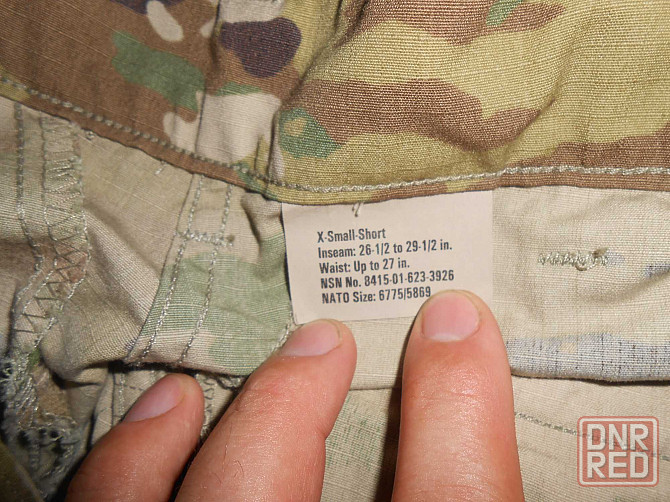 X-Small-Short
Inseam: 26-1/2 to 29-1/2 in.
Waist: Up to 27 in.
NSN No. 8415-01-623-3926
NATO Size: 6775/5869
DNR
RED